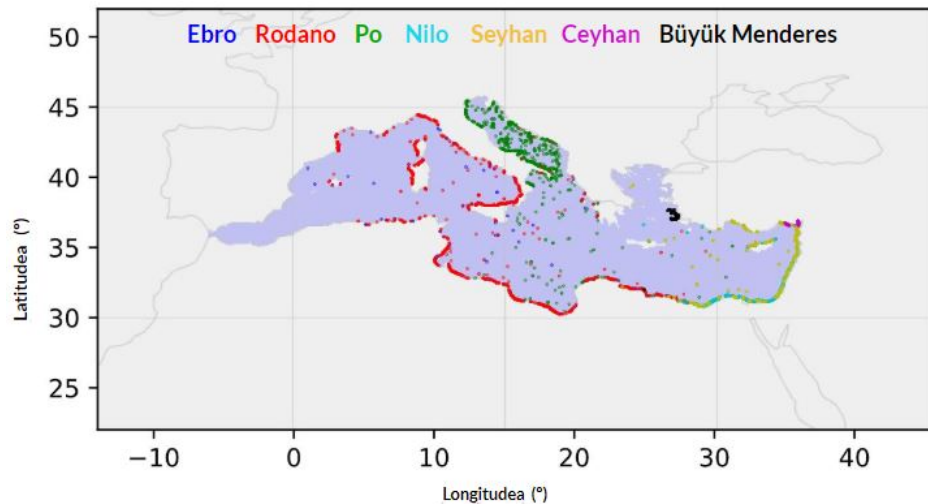 Ebro Rodano Po Nilo Seyhan Ceyhan Büyük Menderes
50
45
40
35
30
25
Latitudea (º)
−10 0 10 20 30 40
Longitudea (º)